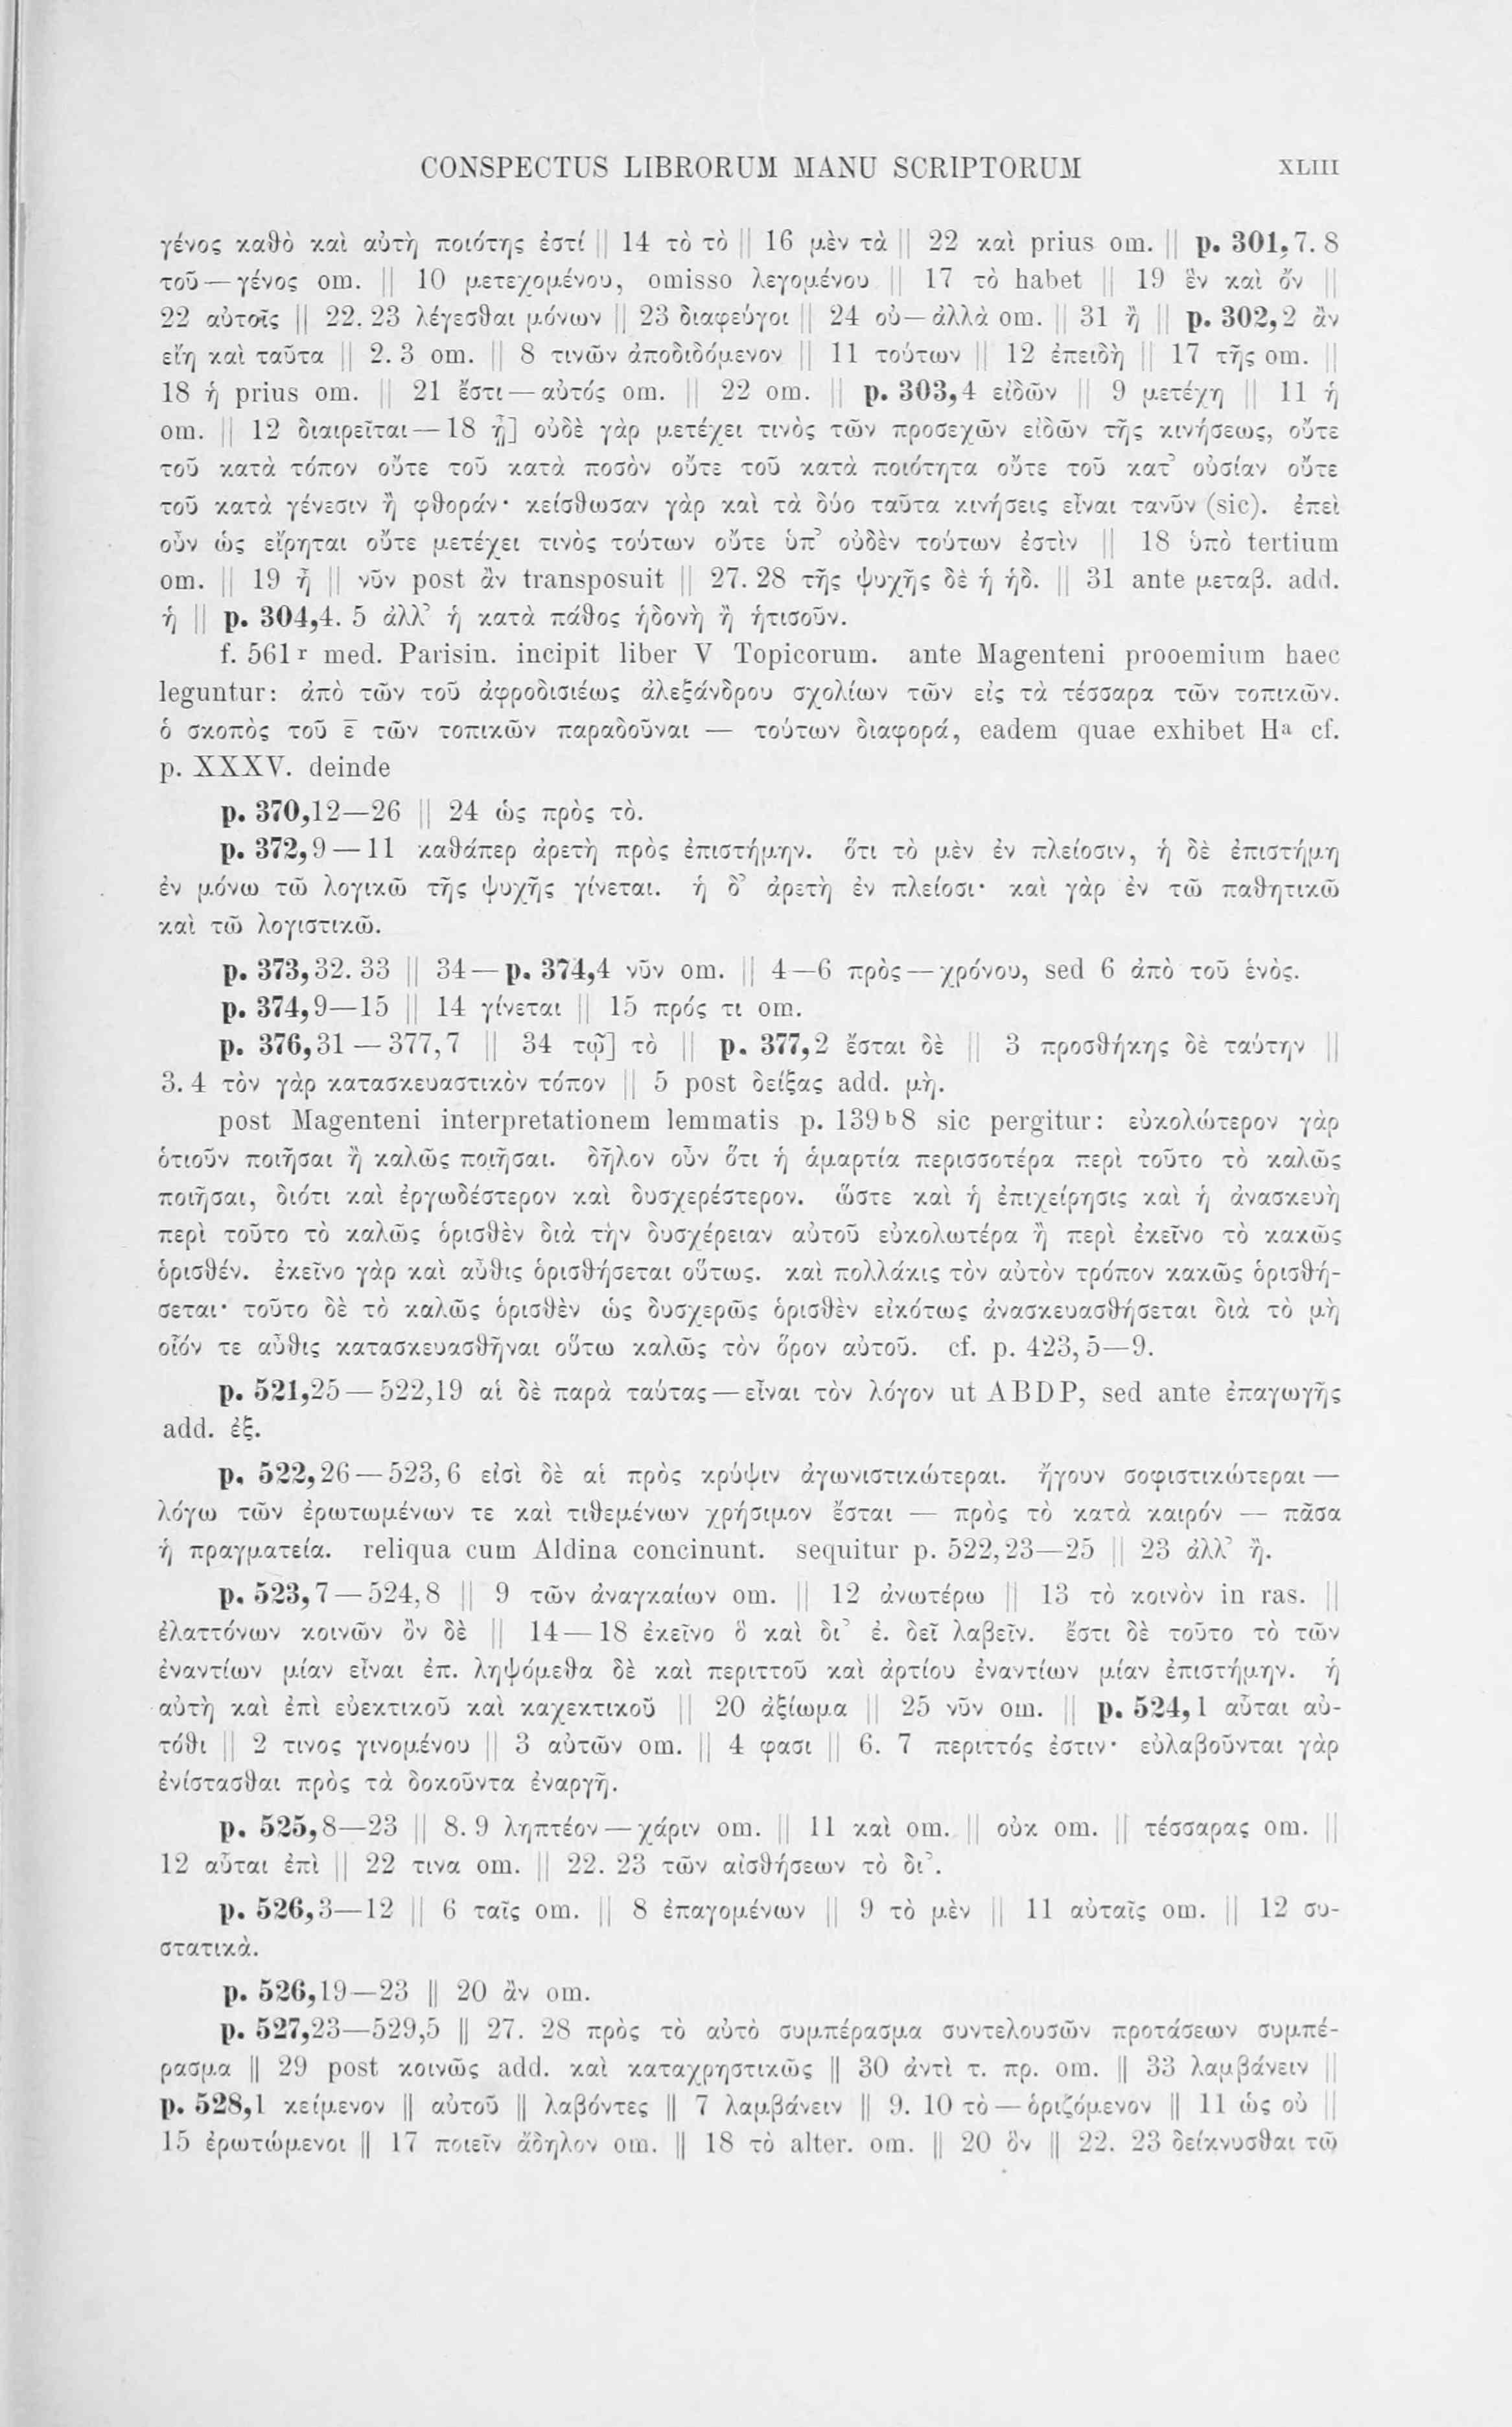 CONSPECTUS LIBRORUM MANU SCRIPTORUM XLIII
γένος καθὸ καὶ αὐτὴ ποιότης ἐστί || 14 τὸ τὸ || 16 μὲν τὰ || 22 καὶ prius om. || p. 301,7. 8
τοῦ — γένος om. || 10 μετεχομένου, omisso λεγομένου || 17 τὸ habet || 19 ἓν καὶ ὄν ||
22 αὐτοῖς || 22. 23 λέγεσθαι μόνων || 23 διαφεύγοι || 24 οὐ — ἀλλὰ om. || 31 ἢ || p. 302,2 ἂν
εἴη καὶ ταῦτα || 2. 3 om. || 8 τινῶν ἀποδιδόμενον || 11 τούτων || 12 ἐπειδὴ || 17 τῆς om. ||
18 ἡ prius om. || 21 ἔστι — αὐτός om. || 22 om. || p. 303,4 εἰδῶν || 9 μετέχη || 11 ἡ
om. || 12 διαιρεῖται — 18 ᾖ] οὐδὲ γὰρ μετέχει τινὸς τῶν προσεχῶν εἰδῶν τῆς κινήσεως, οὔτε
τοῦ κατὰ τόπον οὔτε τοῦ κατὰ ποσὸν οὔτε τοῦ κατὰ ποιότητα οὔτε τοῦ κατ᾽ οὐσίαν οὔτε
τοῦ κατὰ γένεσιν ἢ φθοράν· κείσθωσαν γὰρ καὶ τὰ δύο ταῦτα κινήσεις εἶναι τανῦν (sic). ἐπεὶ
οὖν ὡς εἴρηται οὔτε μετέχει τινὸς τούτων οὔτε ὑπ᾽ οὐδὲν τούτων ἐστὶν || 18 ὑπὸ tertium
om. || 19 ἦ || νῦν post ἂν transposuit || 27. 28 τῆς ψυχῆς δὲ ἡ ἡδ. || 31 ante μεταβ. add.
ἡ || p. 304,4. 5 ἀλλ᾽ ἡ κατὰ πάθος ἡδονὴ ἢ ἡτισοῦν.
f. 561r med. Parisin. incipit liber V Topicorum. ante Magenteni prooemium haec
leguntur: ἀπὸ τῶν τοῦ ἀφροδισιέως ἀλεξάνδρου σχολίων τῶν εἰς τὰ τέσσαρα τῶν τοπικῶν.
ὁ σκοπὸς τοῦ ε̄ τῶν τοπικῶν παραδοῦναι — τούτων διαφορά, eadem quae exhibet Ha cf.
p. XXXV. deinde
p. 370,12—26 || 24 ὡς πρὸς τὸ.
p. 372,9 — 11 καθάπερ ἀρετὴ πρὸς ἐπιστήμην. ὅτι τὸ μὲν ἐν πλείοσιν, ἡ δὲ ἐπιστήμη
ἐν μόνω τῶ λογικῶ τῆς ψυχῆς γίνεται. ἡ δ᾽ ἀρετὴ ἐν πλείοσι· καὶ γὰρ ἐν τῶ παθητικῶ
καὶ τῶ λογιστικῶ.
p. 373,32. 33 || 34 — p. 374,4 νῦν om. || 4—6 πρὸς — χρόνου, sed 6 ἀπὸ τοῦ ἑνὸς.
p. 374,9—15 || 14 γίνεται || 15 πρός τι om.
p. 376,31 — 377,7 || 34 τῷ] τὸ || p. 377,2 ἔσται δὲ || 3 προσθήκης δὲ ταύτην ||
3. 4 τὸν γὰρ κατασκευαστικὸν τόπον || 5 post δείξας add. μὴ.
post Magenteni interpretationem lemmatis p. 139b8 sic pergitur: εὐκολώτερον γὰρ
ὁτιοῦν ποιῆσαι ἢ καλῶς ποιῆσαι. δῆλον οὖν ὅτι ἡ ἁμαρτία περισσοτέρα περὶ τοῦτο τὸ καλῶς
ποιῆσαι, διότι καὶ ἐργωδέστερον καὶ δυσχερέστερον. ὥστε καὶ ἡ ἐπιχείρησις καὶ ἡ ἀνασκευὴ
περὶ τοῦτο τὸ καλῶς ὁρισθὲν διὰ τὴν δυσχέρειαν αὐτοῦ εὐκολωτέρα ἢ περὶ ἐκεῖνο τὸ κακῶς
ὁρισθέν. ἐκεῖνο γὰρ καὶ αὖθις ὁρισθήσεται οὕτως. καὶ πολλάκις τὸν αὐτὸν τρόπον κακῶς ὁρισθή-
σεται· τοῦτο δὲ τὸ καλῶς ὁρισθὲν ὡς δυσχερῶς ὁρισθὲν εἰκότως ἀνασκευασθήσεται διὰ τὸ μὴ
οἷόν τε αὖθις κατασκευασθῆναι οὕτω καλῶς τὸν ὅρον αὐτοῦ. cf. p. 423,5—9.
p. 521,25 — 522,19 αἱ δὲ παρὰ ταύτας — εἶναι τὸν λόγον ut ABDP, sed ante ἐπαγωγῆς
add. ἐξ.
p. 522,26 — 523,6 εἰσὶ δὲ αἱ πρὸς κρύψιν ἀγωνιστικώτεραι. ἤγουν σοφιστικώτεραι —
λόγω τῶν ἐρωτωμένων τε καὶ τιθεμένων χρήσιμον ἔσται — πρὸς τὸ κατὰ καιρόν — πᾶσα
ἡ πραγματεία. reliqua cum Aldina concinunt. sequitur p. 522,23—25 || 23 ἀλλ᾽ ἢ.
p. 523,7 — 524,8 || 9 τῶν ἀναγκαίων om. || 12 ἀνωτέρω || 13 τὸ κοινὸν in ras. ||
ἐλαττόνων κοινῶν ὂν δὲ || 14 — 18 ἐκεῖνο ὃ καὶ δι᾽ ἐ. δεῖ λαβεῖν. ἔστι δὲ τοῦτο τὸ τῶν
ἐναντίων μίαν εἶναι ἐπ. ληψόμεθα δὲ καὶ περιττοῦ καὶ ἀρτίου ἐναντίων μίαν ἐπιστήμην. ἡ
αὐτὴ καὶ ἐπὶ εὐεκτικοῦ καὶ καχεκτικοῦ || 20 ἀξίωμα || 25 νῦν om. || p. 524,1 αὗται αὐ-
τόθι || 2 τινος γινομένου || 3 αὐτῶν om. || 4 φασι || 6. 7 περιττός ἐστιν· εὐλαβοῦνται γὰρ
ἐνίστασθαι πρὸς τὰ δοκοῦντα ἐναργῆ.
p. 525,8—23 || 8. 9 ληπτέον — χάριν om. || 11 καὶ om. || οὐκ om. || τέσσαρας om. ||
12 αὗται ἐπὶ || 22 τινα om. || 22. 23 τῶν αἰσθήσεων τὸ δι᾽.
p. 526,3—12 || 6 ταῖς om. || 8 ἐπαγομένων || 9 τὸ μὲν || 11 αὐταῖς om. || 12 συ-
στατικὰ.
p. 526,19—23 || 20 ἂν om.
p. 527,23—529,5 || 27. 28 πρὸς τὸ αὐτὸ συμπέρασμα συντελουσῶν προτάσεων συμπέ-
ρασμα || 29 post κοινῶς add. καὶ καταχρηστικῶς || 30 ἀντὶ τ. πρ. om. || 33 λαμβάνειν ||
p. 528,1 κείμενον || αὐτοῦ || λαβόντες || 7 λαμβάνειν || 9. 10 τὸ — ὁριζόμενον || 11 ὡς οὐ ||
15 ἐρωτώμενοι || 17 ποιεῖν ἄδηλον om. || 18 τὸ alter. om. || 20 ὃν || 22. 23 δείκνυσθαι τῶ